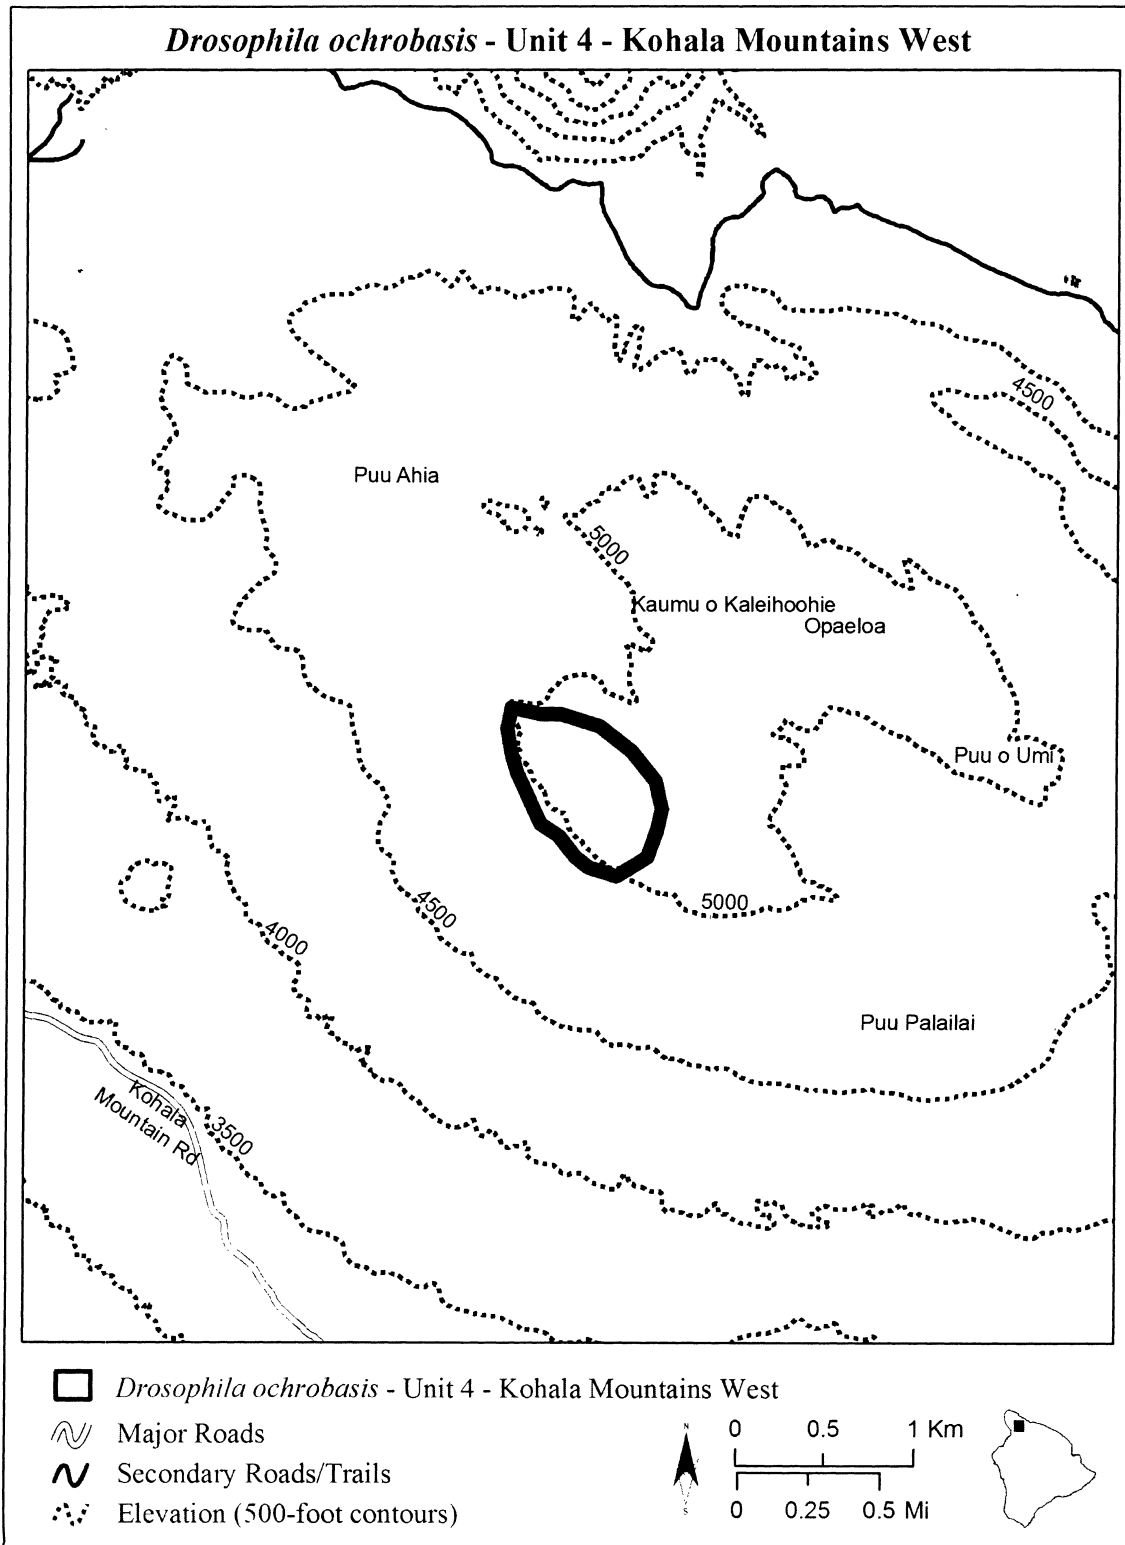 Drosophila ochrobasis - Unit 4 - Kohala Mountains West
4500
Puu Ahia
5000
Kaumu o Kaleihoohie
Opaeloa
Puu o Umi
4500
5000
4000
Puu Palailai
Kohala
Mountain Rd
3500
Drosophila ochrobasis - Unit 4 - Kohala Mountains West
Major Roads
Secondary Roads/Trails
Elevation (500-foot contours)
N
S
0 0.5 1 Km
0 0.25 0.5 Mi